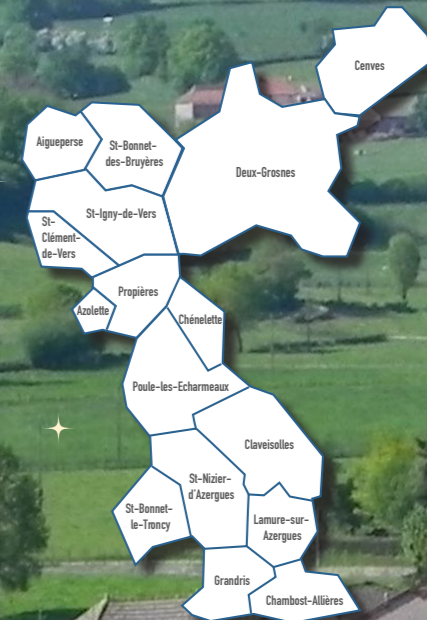 Cenves
Aigueperse
St-Bonnet-
des-Bruyères
Deux-Grosnes
St-Igny-de-Vers
St-
Clément-
de-Vers
Propières
Azolette
Chénelette
Poule-les-Echarmeaux
Claveisolles
St-Nizier-
d'Azergues
St-Bonnet-
le-Troncy
Lamure-sur-
Azergues
Grandris
Chambost-Allières